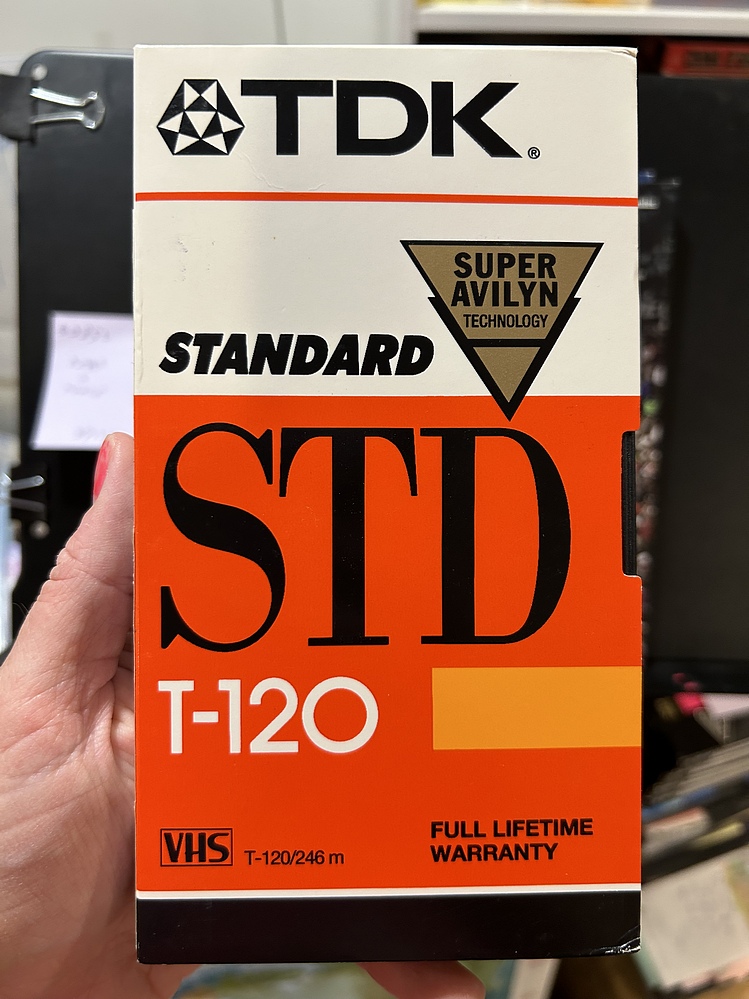 TDK®
SUPER
AVILYN
TECHNOLOGY
STANDARD
STD
T-120
VHS T-120/246 m
FULL LIFETIME
WARRANTY